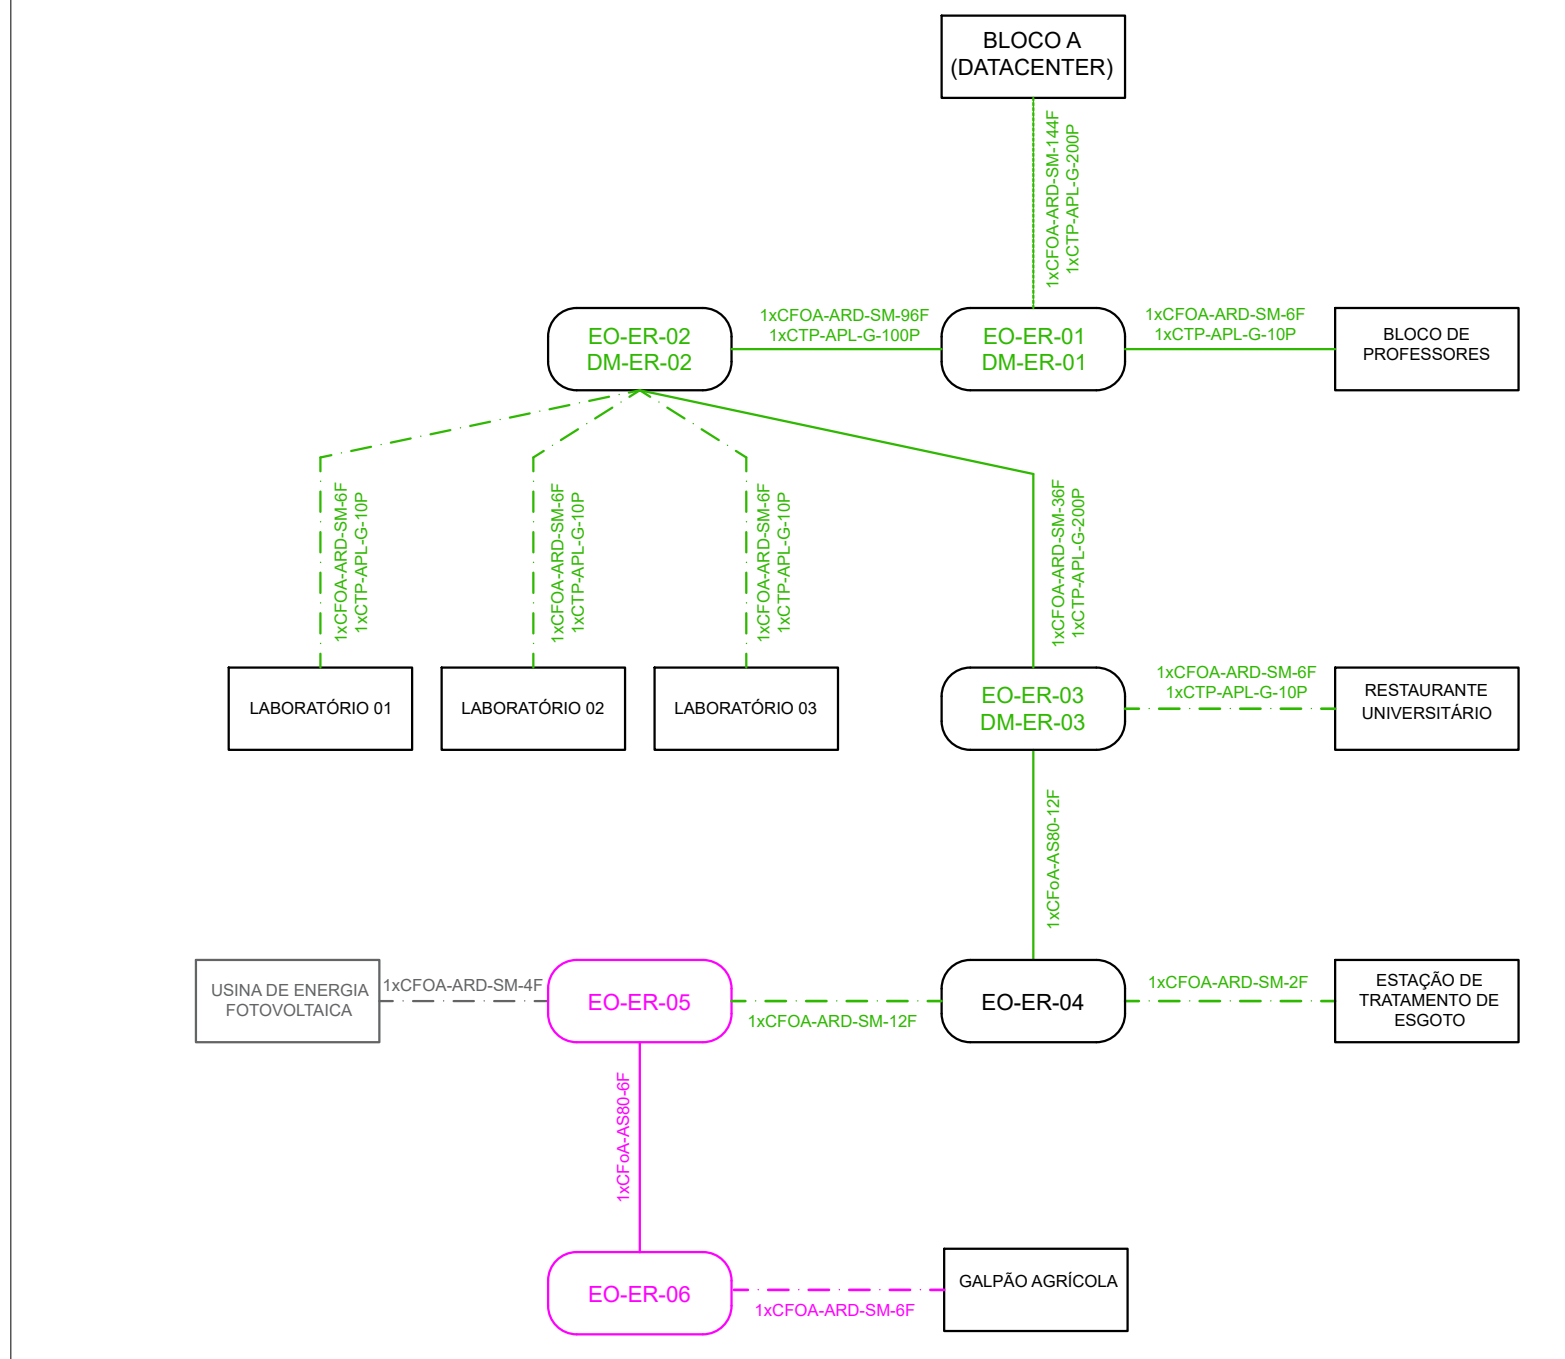 BLOCO A
(DATACENTER)
1xCFOA-ARD-SM-144F
1xCTP-APL-G-200P
EO-ER-02
DM-ER-02
1xCFOA-ARD-SM-96F
1xCTP-APL-G-100P
EO-ER-01
DM-ER-01
1xCFOA-ARD-SM-6F
1xCTP-APL-G-10P
BLOCO DE
PROFESSORES
1xCFOA-ARD-SM-6F
1xCTP-APL-G-10P
1xCFOA-ARD-SM-6F
1xCTP-APL-G-10P
1xCFOA-ARD-SM-6F
1xCTP-APL-G-10P
1xCFOA-ARD-SM-36F
1xCTP-APL-G-200P
LABORATÓRIO 01
LABORATÓRIO 02
LABORATÓRIO 03
EO-ER-03
DM-ER-03
1xCFOA-ARD-SM-6F
1xCTP-APL-G-10P
RESTAURANTE
UNIVERSITÁRIO
1xCFoA-AS80-12F
USINA DE ENERGIA
FOTOVOLTAICA
1xCFOA-ARD-SM-4F
EO-ER-05
1xCFOA-ARD-SM-12F
EO-ER-04
1xCFOA-ARD-SM-2F
ESTAÇÃO DE
TRATAMENTO DE
ESGOTO
1xCFoA-AS80-6F
EO-ER-06
1xCFOA-ARD-SM-6F
GALPÃO AGRÍCOLA